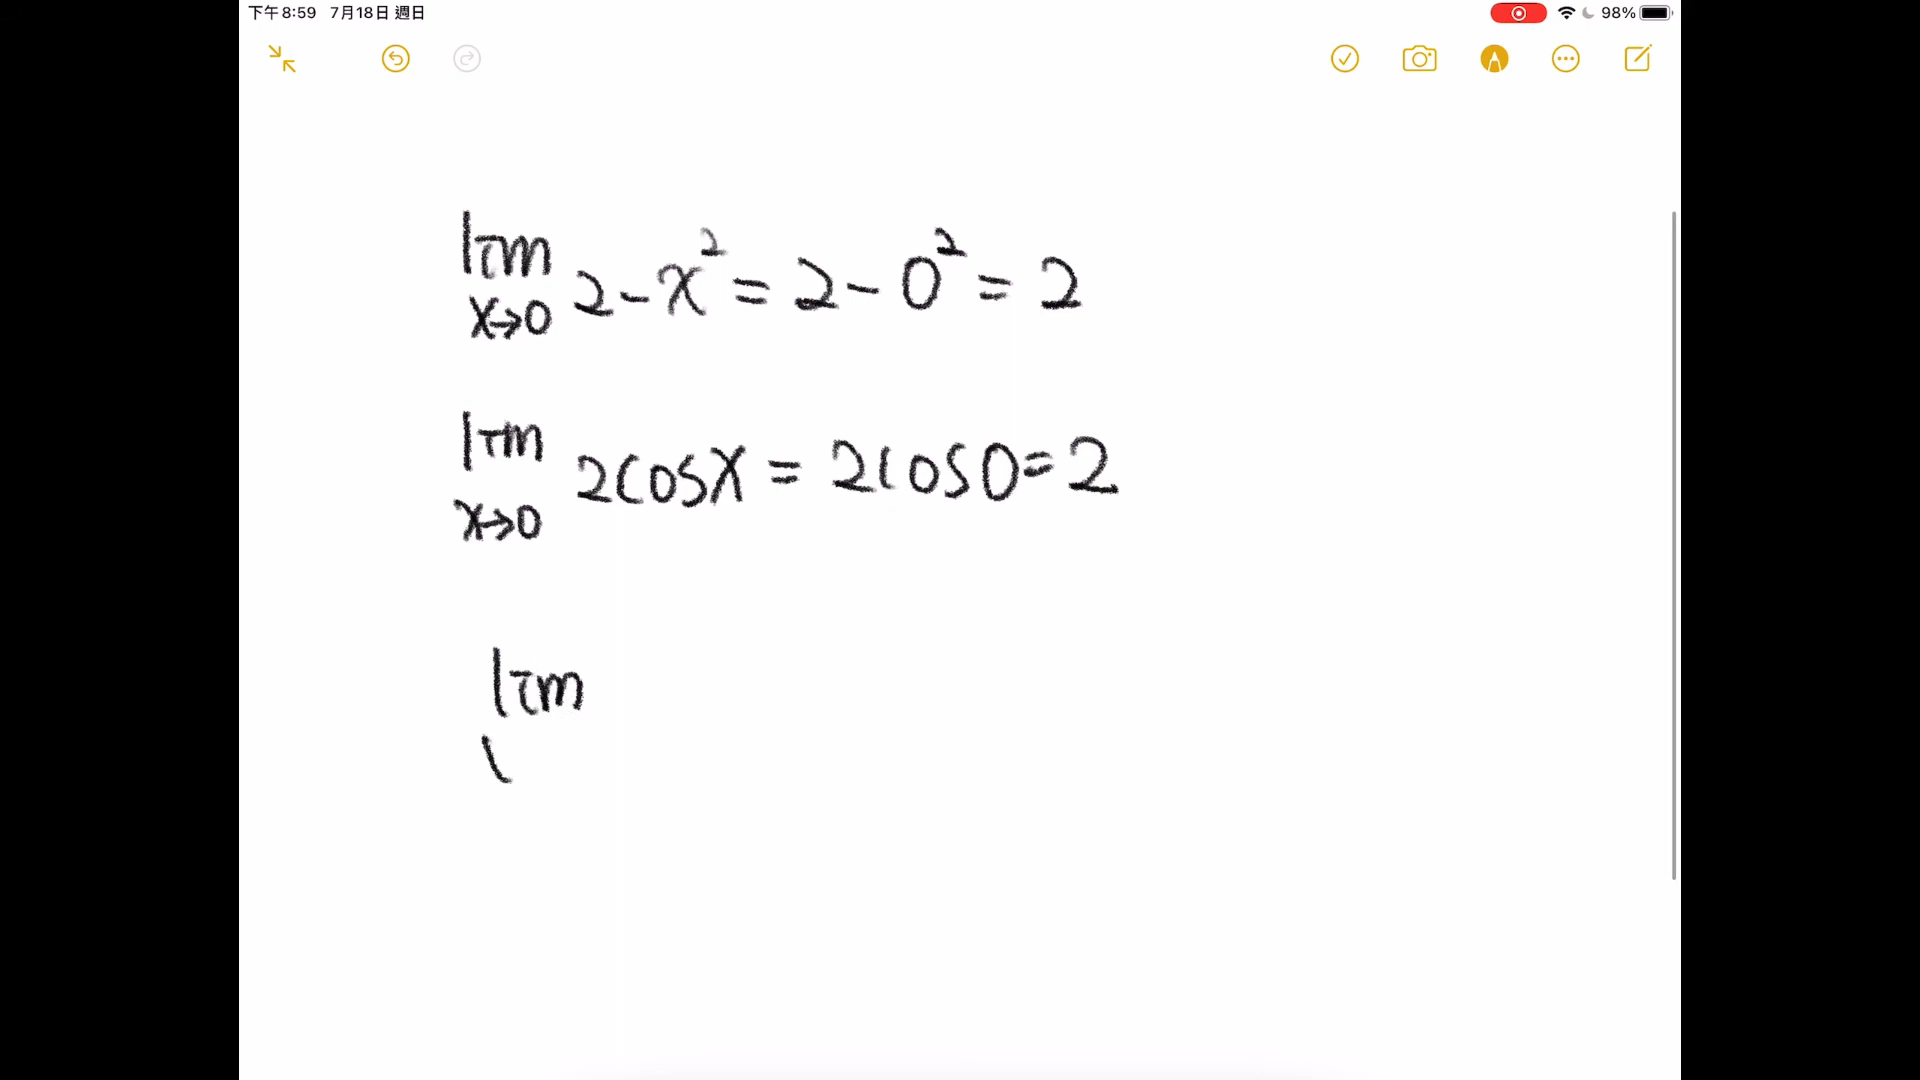 下午8:59 7月18日 週日 98%
lim x→0 2-x² = 2-0² = 2
lim x→0 2cosx = 2cos0 = 2
lim